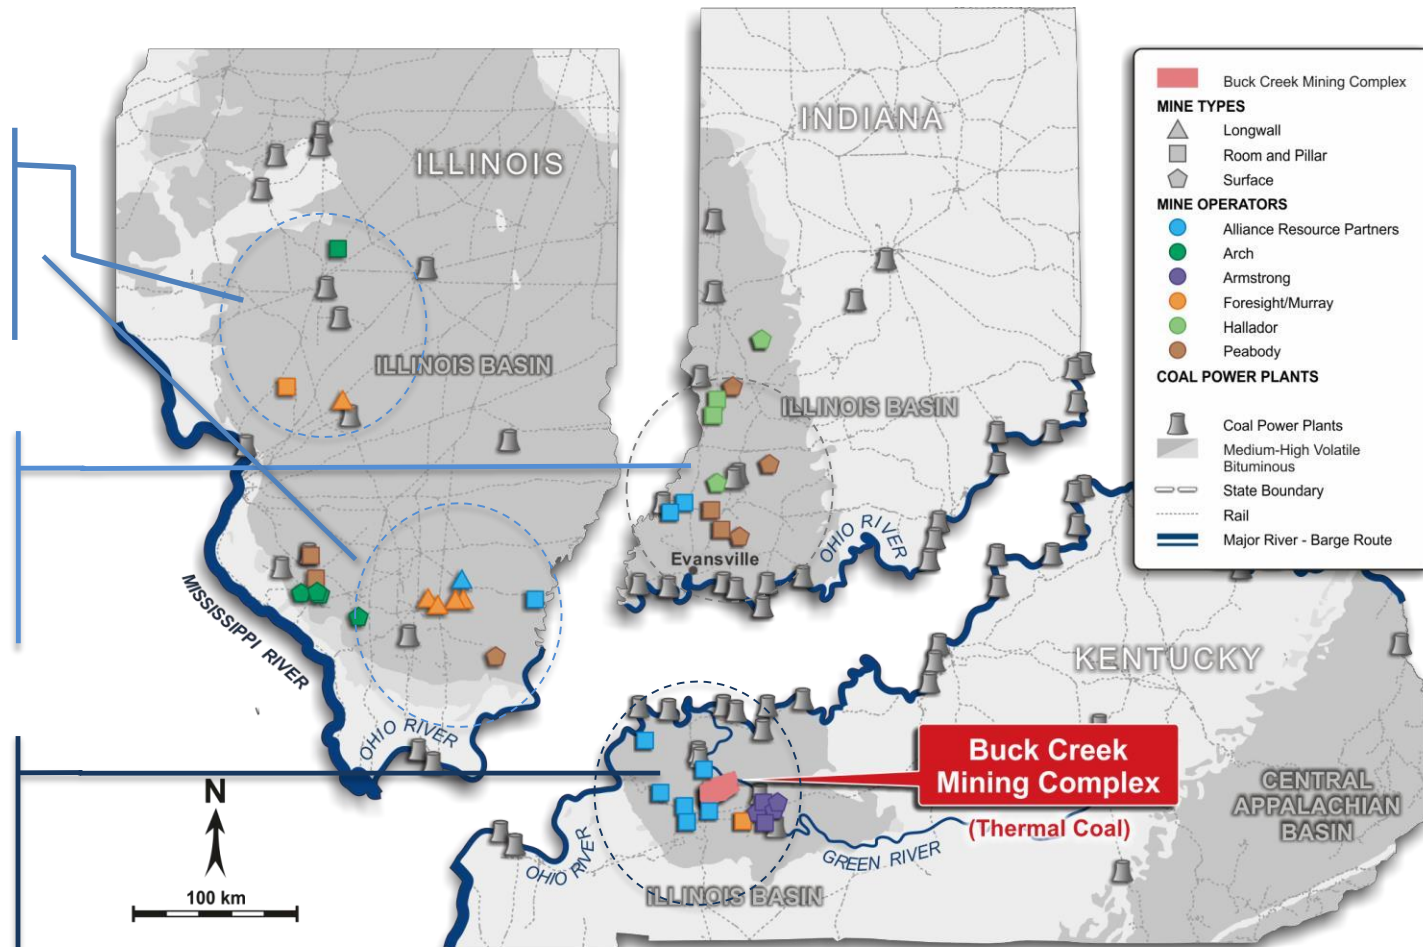 ILLINOIS
INDIANA
ILLINOIS BASIN
ILLINOIS BASIN
Evansville
OHIO RIVER
MISSISSIPPI RIVER
OHIO RIVER
KENTUCKY
Buck Creek
Mining Complex
(Thermal Coal)
CENTRAL
APPALACHIAN
BASIN
OHIO RIVER
GREEN RIVER
ILLINOIS BASIN
N
100 km
Buck Creek Mining Complex
MINE TYPES
Longwall
Room and Pillar
Surface
MINE OPERATORS
Alliance Resource Partners
Arch
Armstrong
Foresight/Murray
Hallador
Peabody
COAL POWER PLANTS
Coal Power Plants
Medium-High Volatile
Bituminous
State Boundary
Rail
Major River - Barge Route